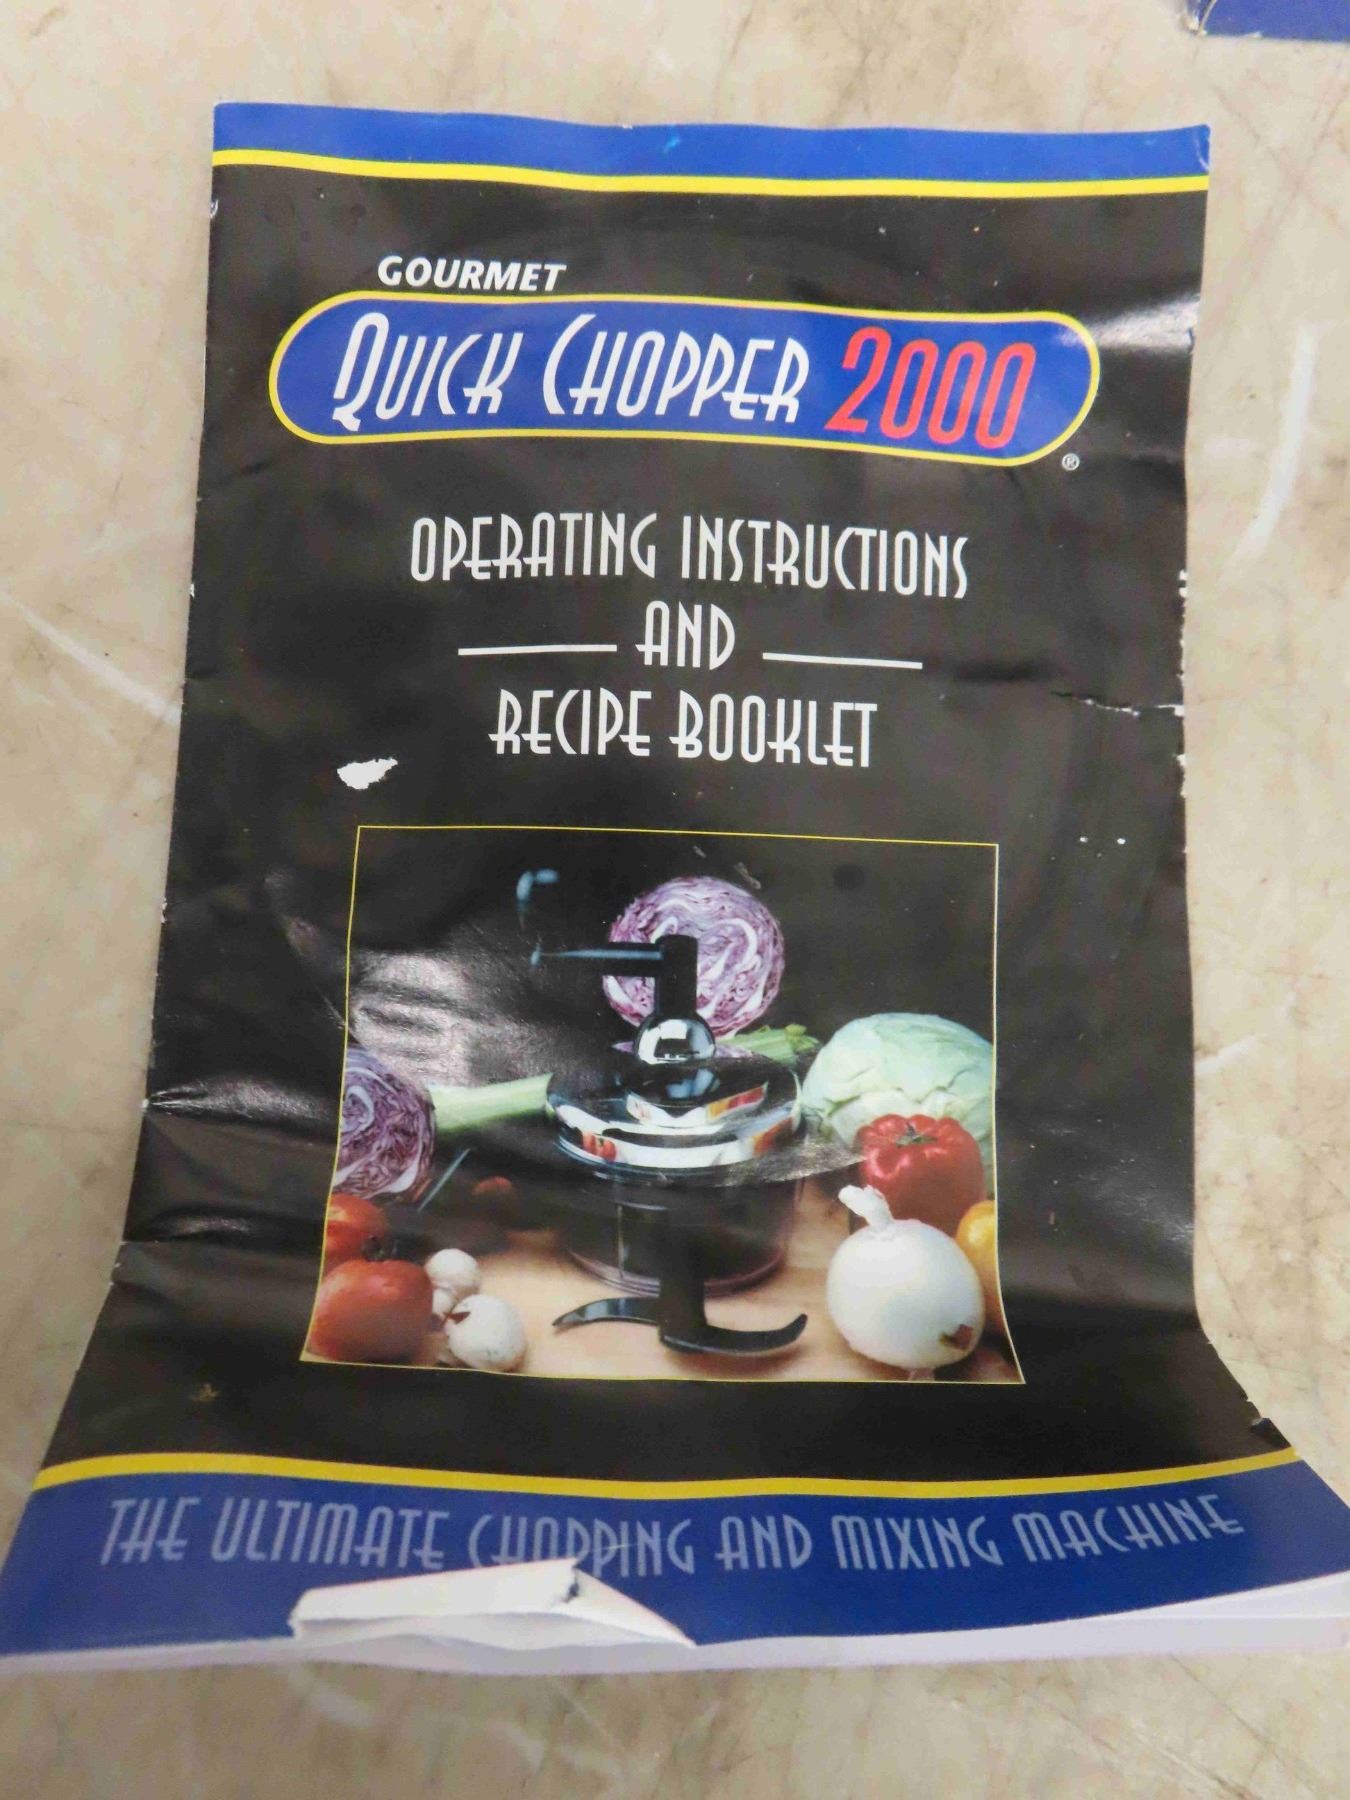 GOURMET
QUICK CHOPPER 2000
®
OPERATING INSTRUCTIONS
AND
RECIPE BOOKLET
THE ULTIMATE CHOPPING AND MIXING MACHINE